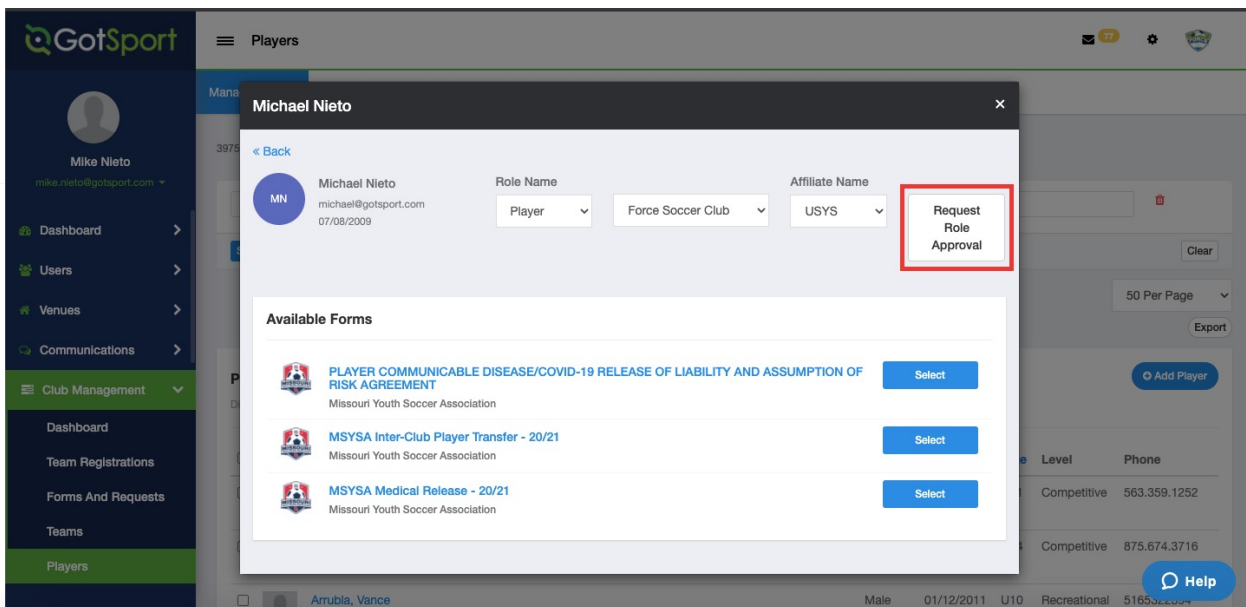 GotSport
Players
77
Mike Nieto
mike.nieto@gotsport.com
Dashboard
Users
Venues
Communications
Club Management
Dashboard
Team Registrations
Forms And Requests
Teams
Players
Mana
3975
Michael Nieto
×
« Back
MN
Michael Nieto
michael@gotsport.com
07/08/2009
Role Name
Player
Force Soccer Club
Affiliate Name
USYS
Request
Role
Approval
Available Forms
PLAYER COMMUNICABLE DISEASE/COVID-19 RELEASE OF LIABILITY AND ASSUMPTION OF
RISK AGREEMENT
Missouri Youth Soccer Association
Select
MSYSA Inter-Club Player Transfer - 20/21
Missouri Youth Soccer Association
Select
MSYSA Medical Release - 20/21
Missouri Youth Soccer Association
Select
Clear
50 Per Page
Export
Add Player
Level Phone
Competitive 563.359.1252
Competitive 875.674.3716
Arrubla, Vance Male 01/12/2011 U10 Recreational
Help